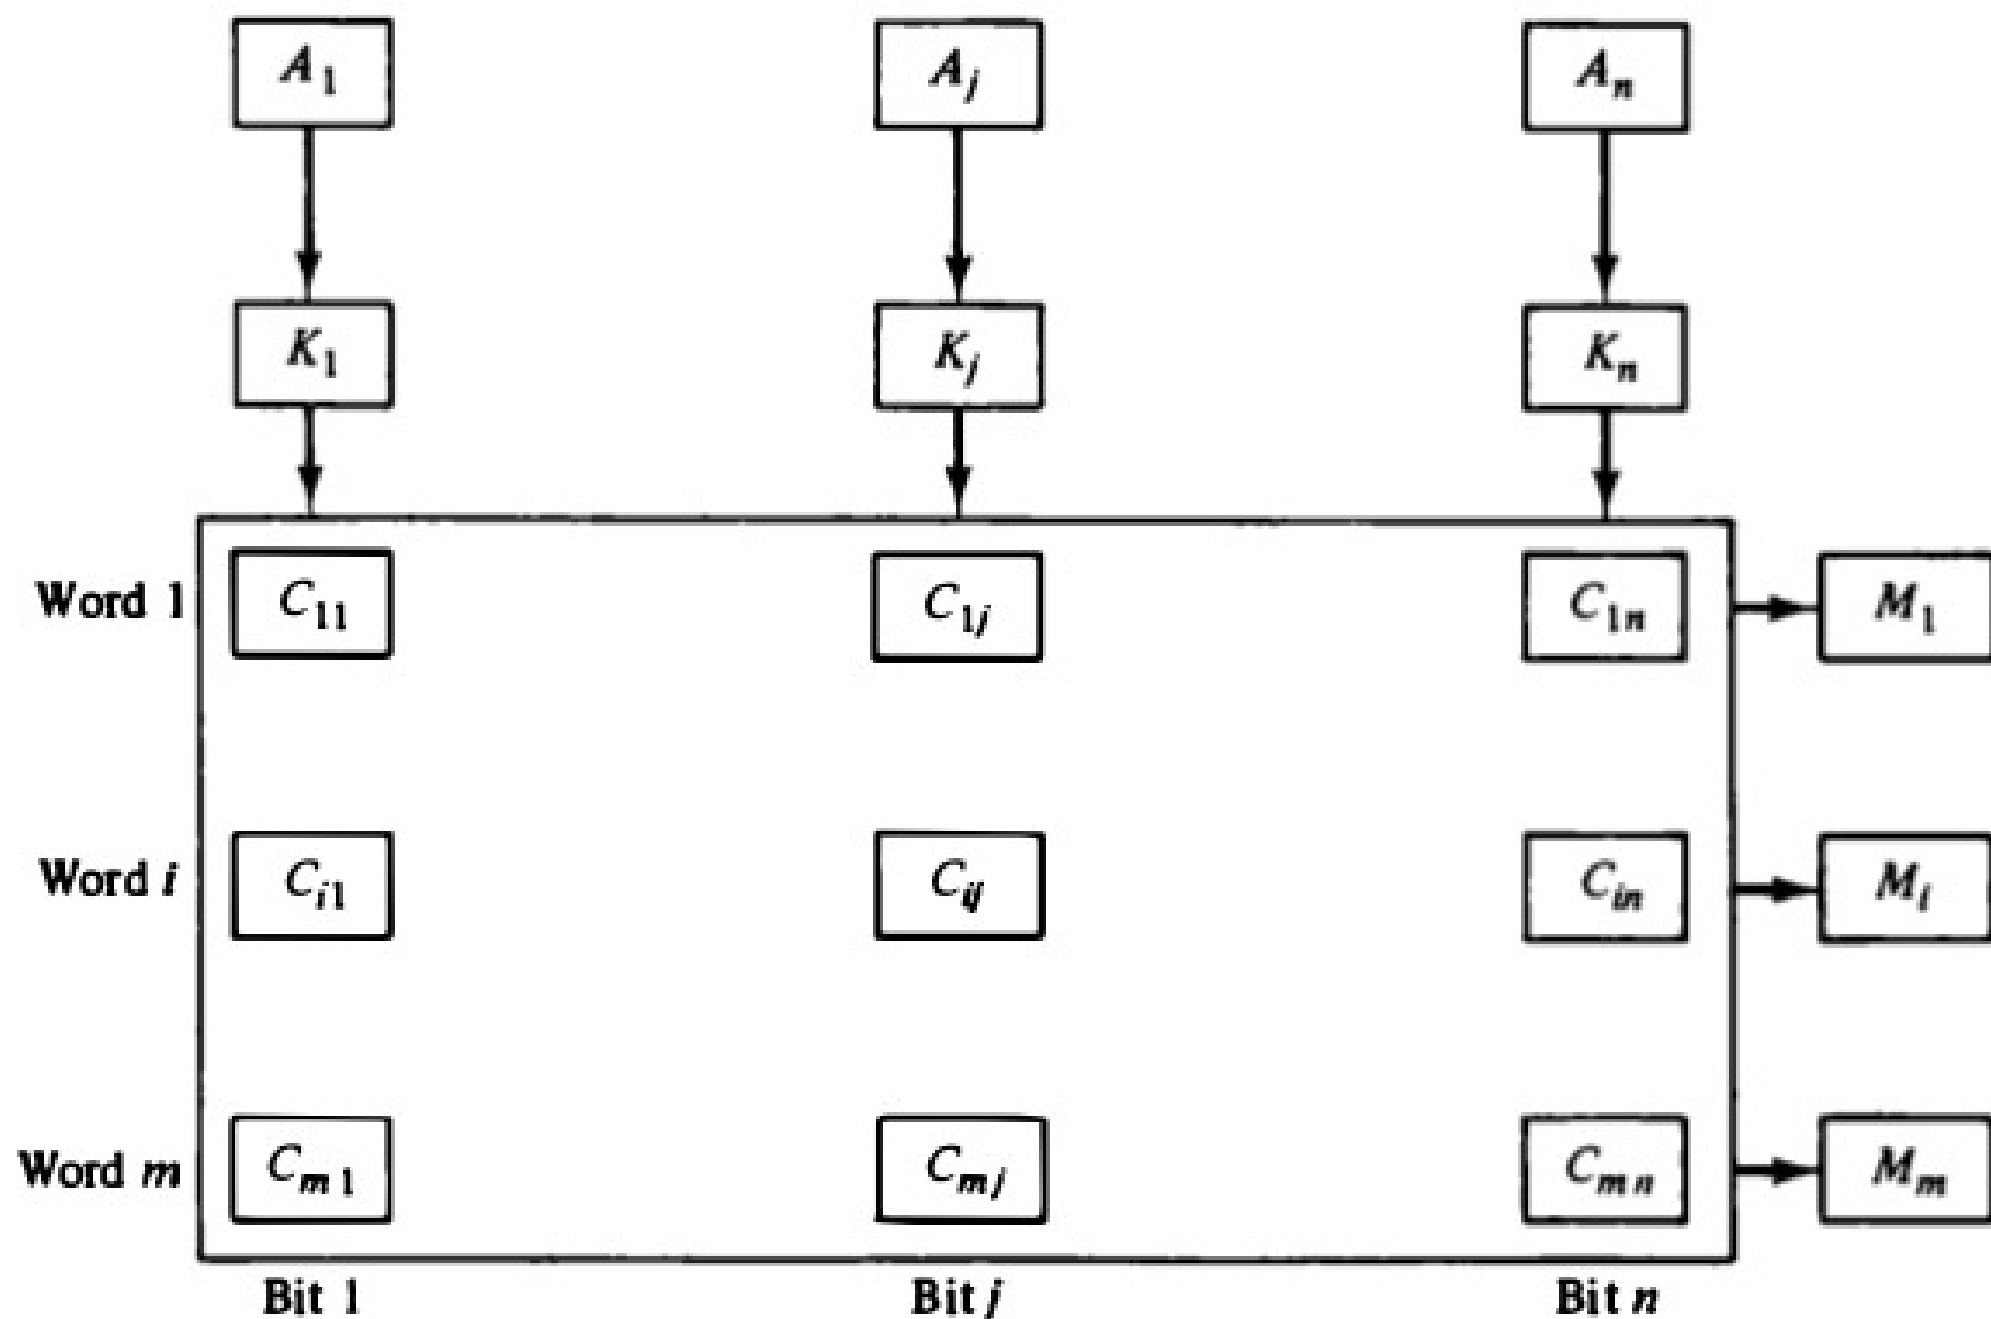 A₁ Aⱼ Aₙ
K₁ Kⱼ Kₙ
Word 1 C₁₁ C₁ⱼ C₁ₙ M₁
Word i Cᵢ₁ Cᵢⱼ Cᵢₙ Mᵢ
Word m Cₘ₁ Cₘⱼ Cₘₙ Mₘ
Bit 1 Bit j Bit n